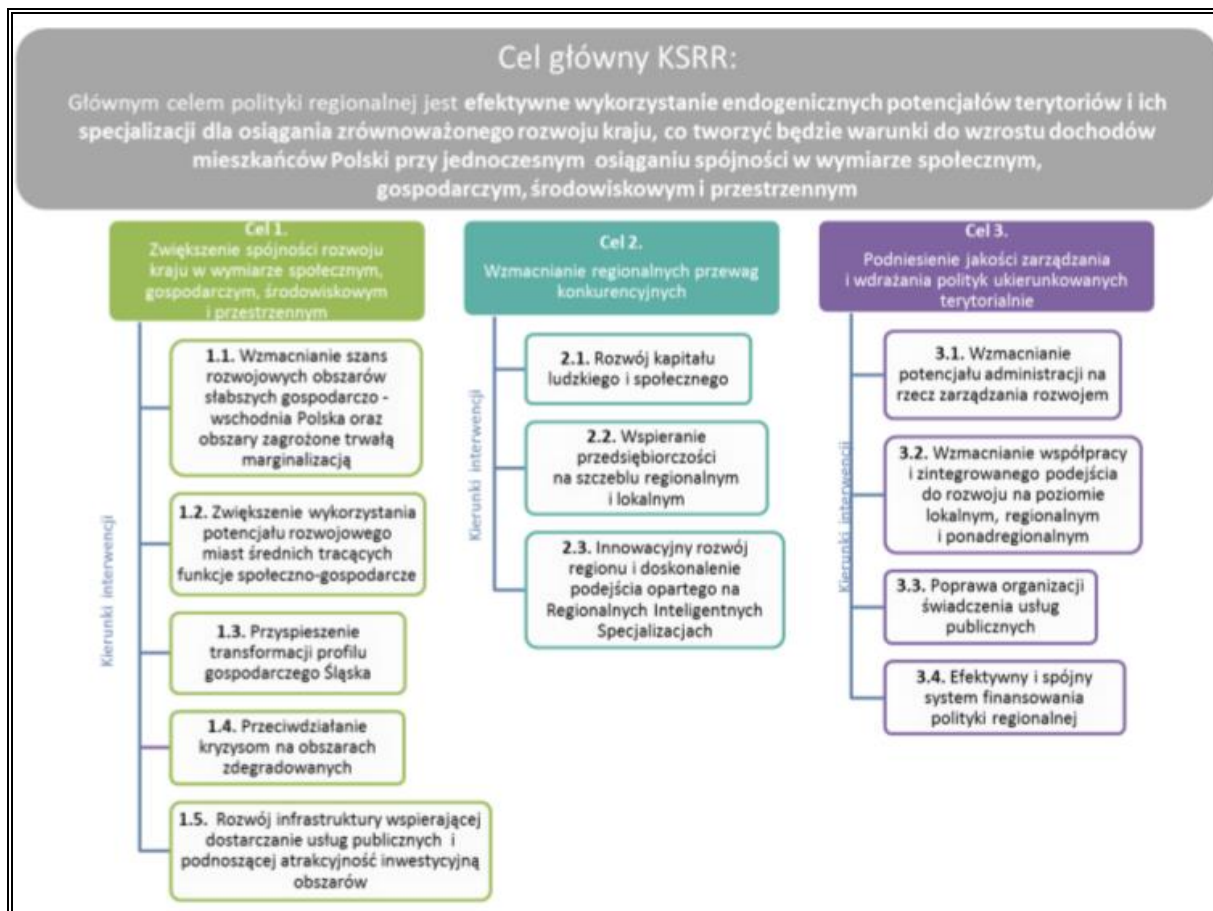 Cel główny KSRR:
Głównym celem polityki regionalnej jest efektywne wykorzystanie endogenicznych potencjałów terytoriów i ich
specjalizacji dla osiągania zrównoważonego rozwoju kraju, co tworzyć będzie warunki do wzrostu dochodów
mieszkańców Polski przy jednoczesnym osiąganiu spójności w wymiarze społecznym,
gospodarczym, środowiskowym i przestrzennym
Cel 1.
Zwiększenie spójności rozwoju
kraju w wymiarze społecznym,
gospodarczym, środowiskowym
i przestrzennym
Kierunki interwencji
1.1. Wzmacnianie szans
rozwojowych obszarów
słabszych gospodarczo -
wschodnia Polska oraz
obszary zagrożone trwałą
marginalizacją
1.2. Zwiększenie wykorzystania
potencjału rozwojowego
miast średnich tracących
funkcje społeczno-gospodarcze
1.3. Przyspieszenie
transformacji profilu
gospodarczego Śląska
1.4. Przeciwdziałanie
kryzysom na obszarach
zdegradowanych
1.5. Rozwój infrastruktury wspierającej
dostarczanie usług publicznych i
podnoszącej atrakcyjność inwestycyjną
obszarów
Cel 2.
Wzmacnianie regionalnych przewag
konkurencyjnych
Kierunki interwencji
2.1. Rozwój kapitału
ludzkiego i społecznego
2.2. Wspieranie
przedsiębiorczości
na szczeblu regionalnym
i lokalnym
2.3. Innowacyjny rozwój
regionu i doskonalenie
podejścia opartego na
Regionalnych Inteligentnych
Specjalizacjach
Cel 3.
Podniesienie jakości zarządzania
i wdrażania polityk ukierunkowanych
terytorialnie
Kierunki interwencji
3.1. Wzmacnianie
potencjału administracji na
rzecz zarządzania rozwojem
3.2. Wzmacnianie współpracy
i zintegrowanego podejścia
do rozwoju na poziomie
lokalnym, regionalnym
i ponadregionalnym
3.3. Poprawa organizacji
świadczenia usług
publicznych
3.4. Efektywny i spójny
system finansowania
polityki regionalnej